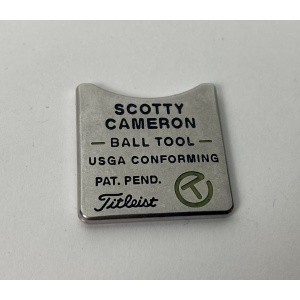 SCOTTY
CAMERON
— BALL TOOL —
USGA CONFORMING
PAT. PEND.
Titleist